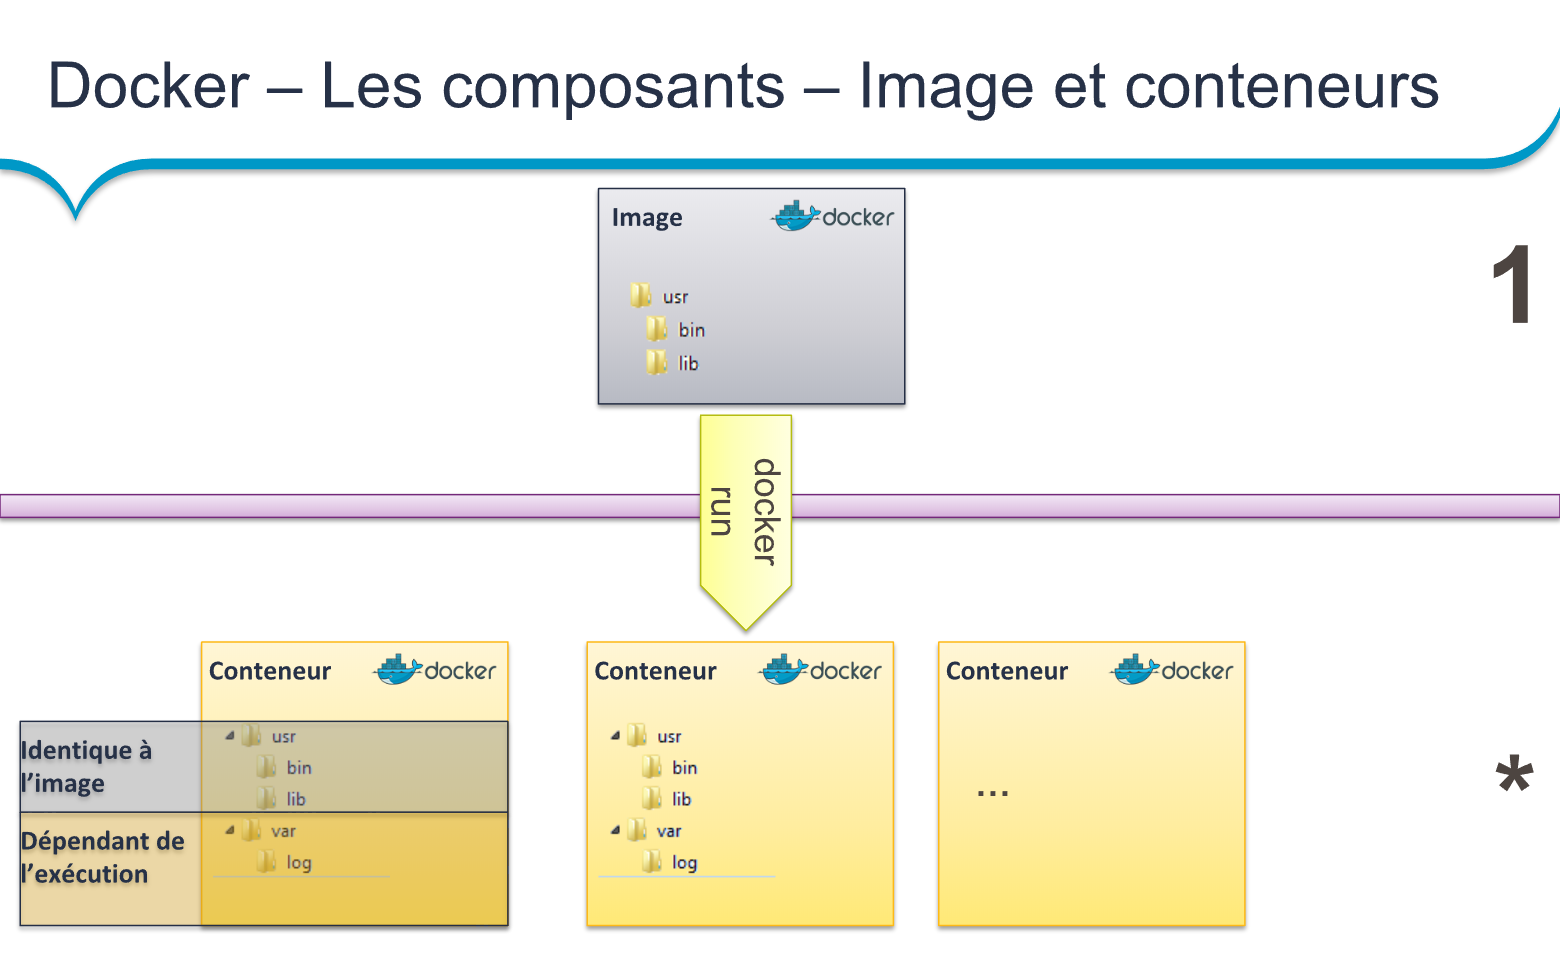 Docker – Les composants – Image et conteneurs
Image
docker
usr
bin
lib
1
docker
run
Conteneur
docker
Identique à
l'image
usr
bin
lib
Dépendant de
l'exécution
var
log
Conteneur
docker
usr
bin
lib
var
log
Conteneur
docker
...
*